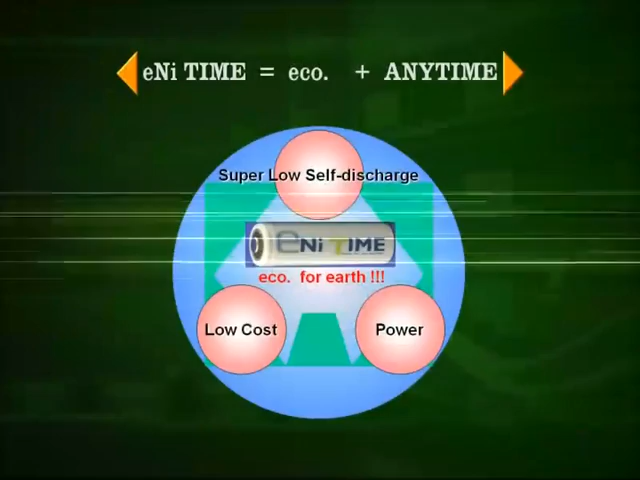 eNi TIME = eco. + ANYTIME
Super Low Self-discharge
eNi TIME
eco. for earth !!!
Low Cost
Power